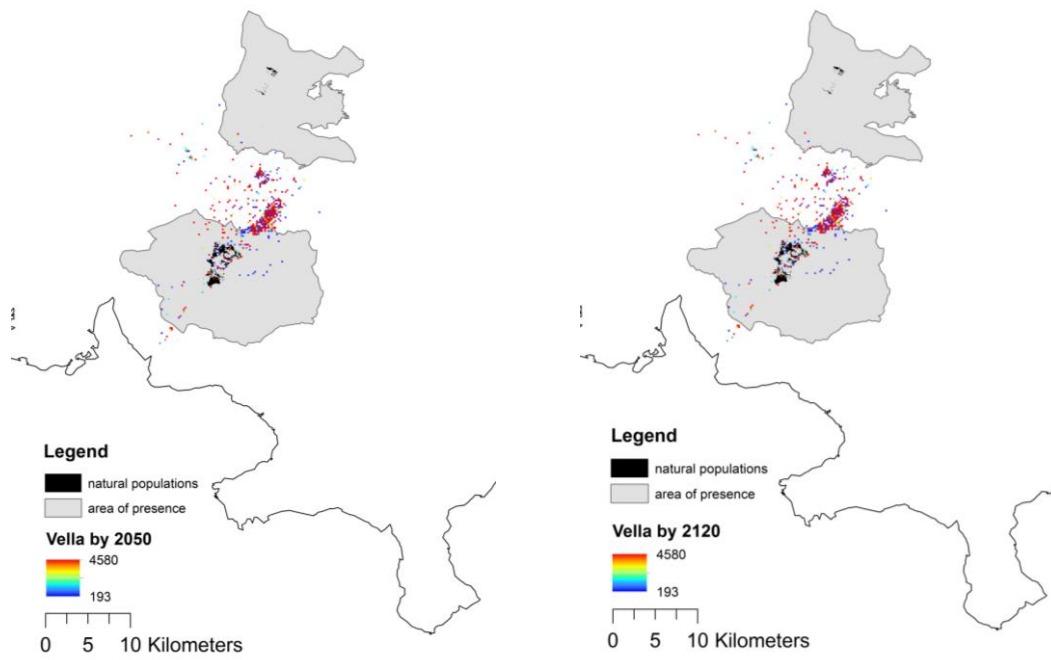 Legend
natural populations
area of presence
Vella by 2050
4580
193
0 5 10 Kilometers
Legend
natural populations
area of presence
Vella by 2120
4580
193
0 5 10 Kilometers